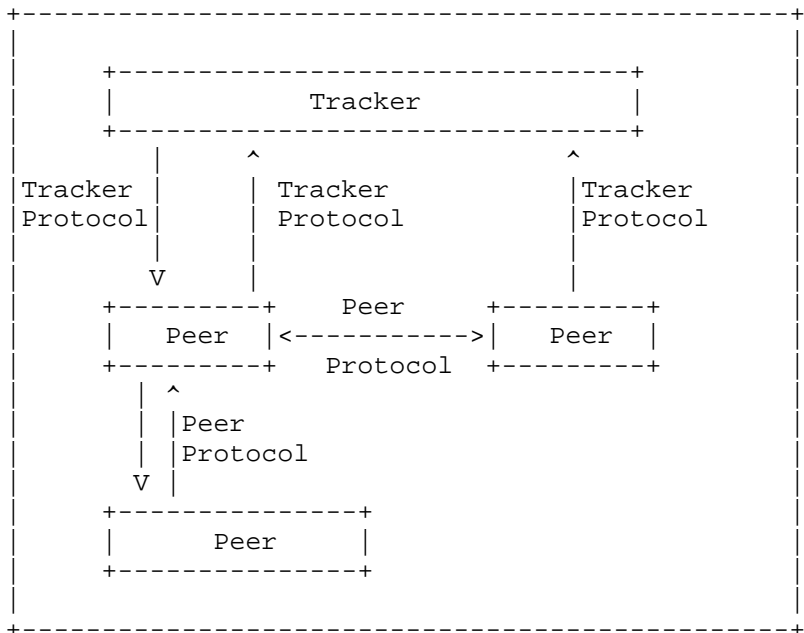 Tracker
Tracker Tracker Tracker
Protocol Protocol Protocol
Peer
Peer Peer
Protocol
Peer
Protocol
Peer